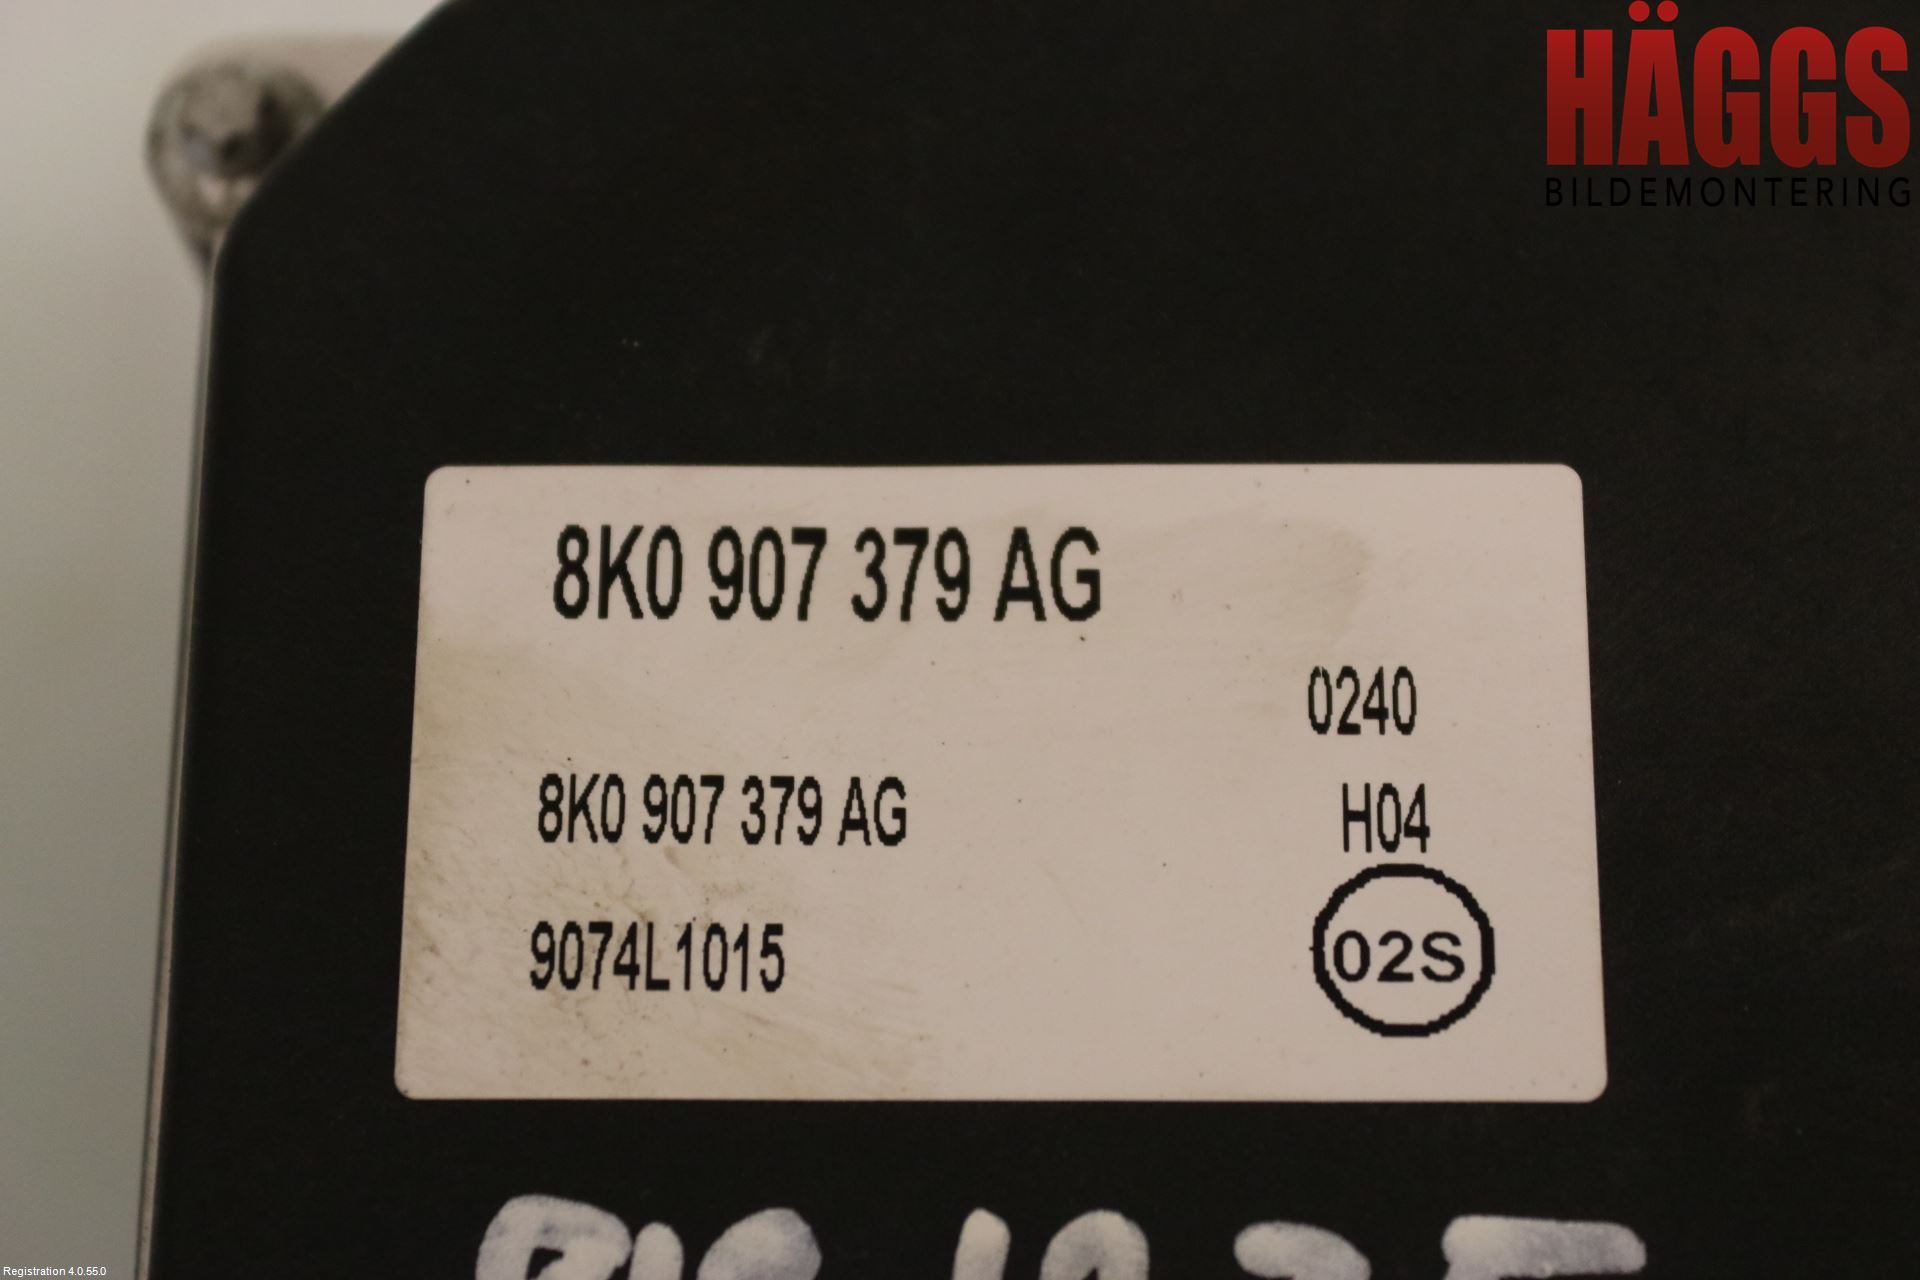 HÄGGS
BILDEMONTERING
8K0 907 379 AG
0240
8K0 907 379 AG
H04
9074L1015
02S
Registration 4.0.55.0